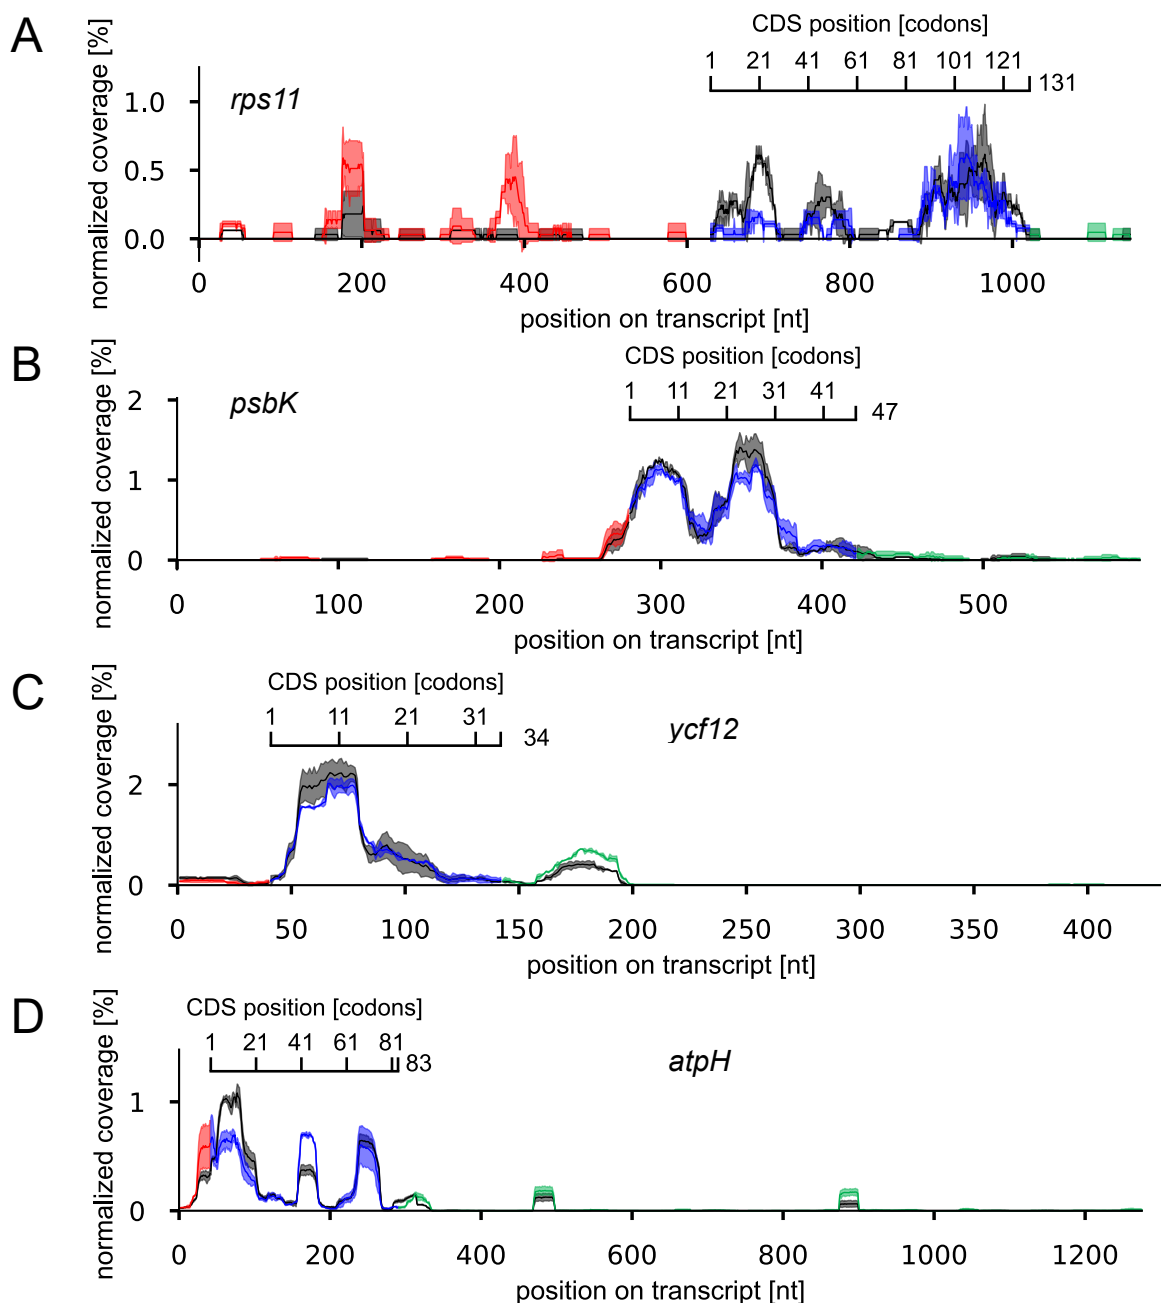 A
CDS position [codons]
1 21 41 61 81 101 121 131
rps11
normalized coverage [%]
1.0
0.5
0.0
0 200 400 600 800 1000
position on transcript [nt]
B
CDS position [codons]
1 11 21 31 41 47
psbK
normalized coverage [%]
2
1
0
0 100 200 300 400 500
position on transcript [nt]
C
CDS position [codons]
1 11 21 31 34
ycf12
normalized coverage [%]
2
0
0 50 100 150 200 250 300 350 400
position on transcript [nt]
D
CDS position [codons]
1 21 41 61 81 83
atpH
normalized coverage [%]
1
0
0 200 400 600 800 1000 1200
position on transcript [nt]